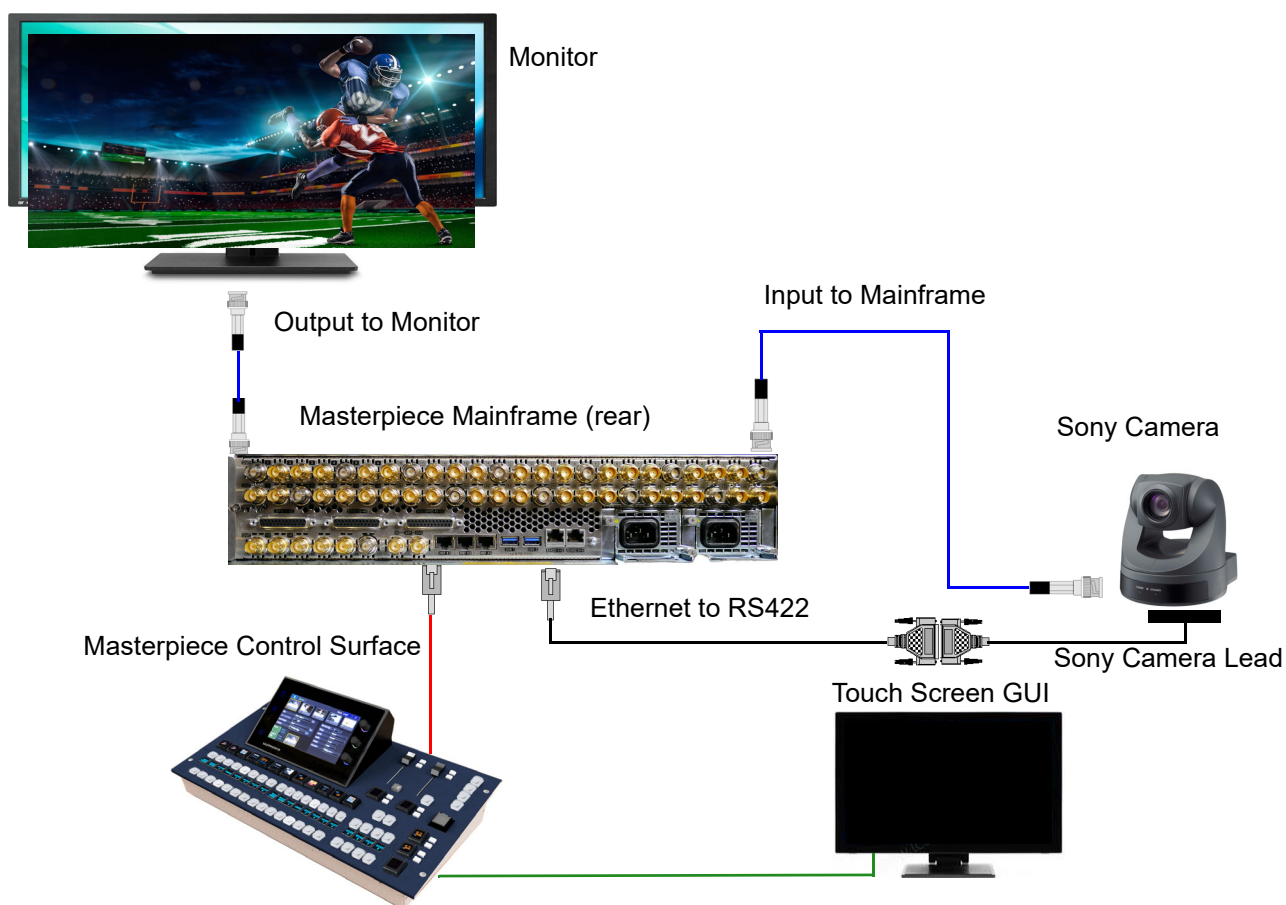 Monitor
Input to Mainframe
Output to Monitor
Masterpiece Mainframe (rear)
Sony Camera
Ethernet to RS422
Masterpiece Control Surface
Sony Camera Lead
Touch Screen GUI